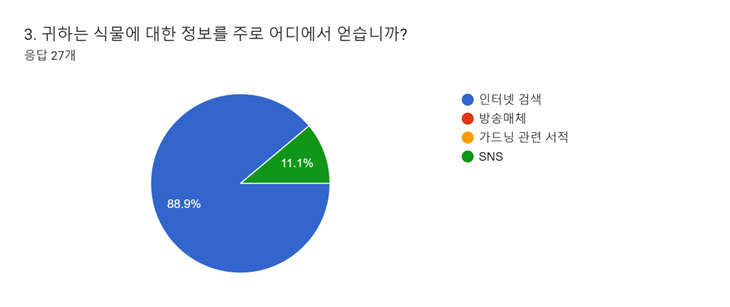 3. 귀하는 식물에 대한 정보를 주로 어디에서 얻습니까?
응답 27개
인터넷 검색
방송매체
가드닝 관련 서적
SNS
11.1%
88.9%